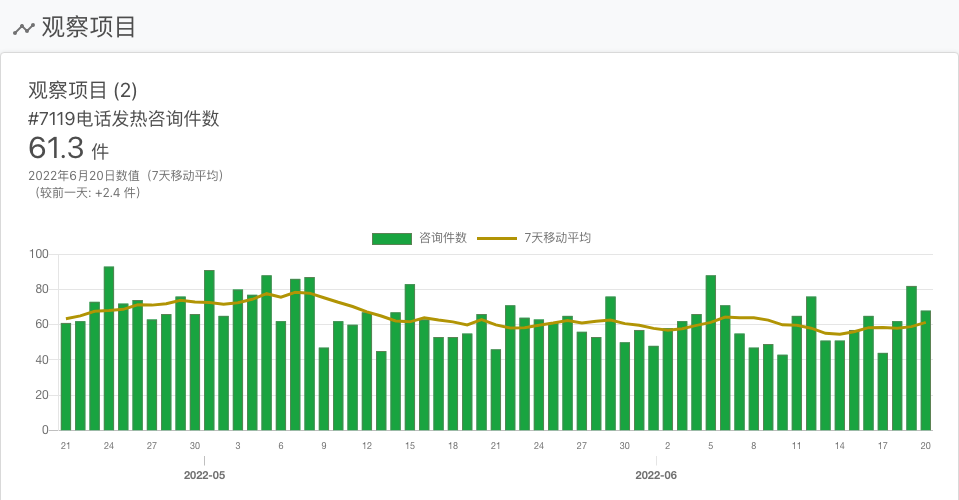 观察项目
观察项目 (2)
#7119电话发热咨询件数
61.3 件
2022年6月20日数值（7天移动平均）
（较前一天: +2.4 件）
咨询件数 7天移动平均
100
80
60
40
20
0
21 24 27 30 3 6 9 12 15 18 21 24 27 30 2 5 8 11 14 17 20
2022-05 2022-06